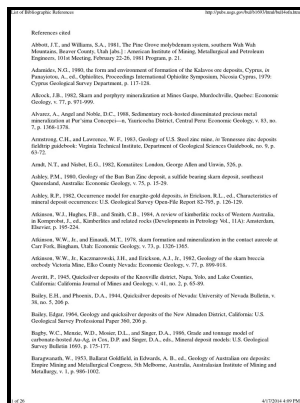 List of Bibliographic References
http://pubs.usgs.gov/bul/b1693/html/bull4ofu.htm
References cited
Abbott, J.T., and Williams, S.A., 1981, The Pine Grove molybdenum system, southern Wah Wah
Mountains, Beaver County, Utah [abs.] : American Institute of Mining, Metallurgical and Petroleum
Engineers, 101st Meeting, February 22-26, 1981 Program, p. 21.
Adamides, N.G., 1980, the form and environment of formation of the Kalavos ore deposits. Cyprus, in
Panayiotou, A., ed., Ophiolites, Proceedings International Ophiolite Symposium, Nicosia Cyprus, 1979:
Cyprus Geological Survey Department, p. 117-128.
Allcock, J.B., 1982, Skarn and porphyry mineralization at Mines Gaspe, Murdochville, Quebec: Economic
Geology, v. 77, p. 971-999.
Alvarez, A., and Angel Noble, D.C., 1988, Sedimentary rock-hosted disseminated precious metal
mineralization at Pur'sima Concepci—n, Yauricocha District, Central Peru: Economic Geology, v. 83, no.
7, p. 1368-1378.
Armstrong, C.H., and Lawrence, W. F., 1983, Geology of U.S. Steel zinc mine, in Tennessee zinc deposits
fieldtrip guidebook: Virginia Technical Institute, Department of Geological Sciences Guidebook, no. 9, p.
63-72.
Arndt, N.T., and Nisbet, E.G., 1982, Komatiites: London, George Allen and Unwin, 526 p.
Ashley, P.M., 1980, Geology of the Ban Ban Zinc deposit, a sulfide bearing skarn deposit, southeast
Queensland, Australia: Economic Geology, v. 75, p. 15-29.
Ashley, R.P., 1982, Occurrence model for enargite-gold deposits, in Erickson, R.L., ed., Characteristics of
mineral deposit occurrences: U.S. Geological Survey Open-File Report 82-795, p. 126-129.
Atkinson, W.J., Hughes, F.B., and Smith, C.B., 1984, A review of kimberlitic rocks of Western Australia,
in Kornprobst, J., ed., Kimberlites and related rocks (Developments in Petrology Vol., 11A): Amsterdam,
Elsevier, p. 195-224.
Atkinson, W.W., Jr., and Einaudi, M.T., 1978, skarn formation and mineralization in the contact aureole at
Carr Fork, Bingham, Utah: Economic Geology, v. 73, p. 1326-1365.
Atkinson, W.W., Jr., Kaczmarowski, J.H., and Erickson, A.J., Jr., 1982, Geology of the skarn breccia
orebody Victoria Mine, Elko County Nevada: Economic Geology, v. 77, p. 899-918.
Averitt, P., 1945, Quicksilver deposits of the Knoxville district, Napa, Yolo, and Lake Counties,
California: California Journal of Mines and Geology, v. 41, no. 2, p. 65-89.
Bailey, E.H., and Phoenix, D.A., 1944, Quicksilver deposits of Nevada: University of Nevada Bulletin, v.
38, no. 5, 206 p.
Bailey, Edgar, 1964, Geology and quicksilver deposits of the New Almaden District, California: U.S.
Geological Survey Professional Paper 360, 206 p.
Bagby, W.C., Menzie, W.D., Mosier, D.L., and Singer, D.A., 1986, Grade and tonnage model of
carbonate-hosted Au-Ag, in Cox, D.P. and Singer, D.A., eds., Mineral deposit models: U.S. Geological
Survey Bulletin 1693, p. 175-177.
Baragwanath, W., 1953, Ballarat Goldfield, in Edwards, A. B., ed., Geology of Australian ore deposits:
Empire Mining and Metallurgical Congress, 5th Melborne, Australia, Australasian Institute of Mining and
Metallurgy, v. 1, p. 986-1002.
1 of 26
4/17/2014 4:09 PM